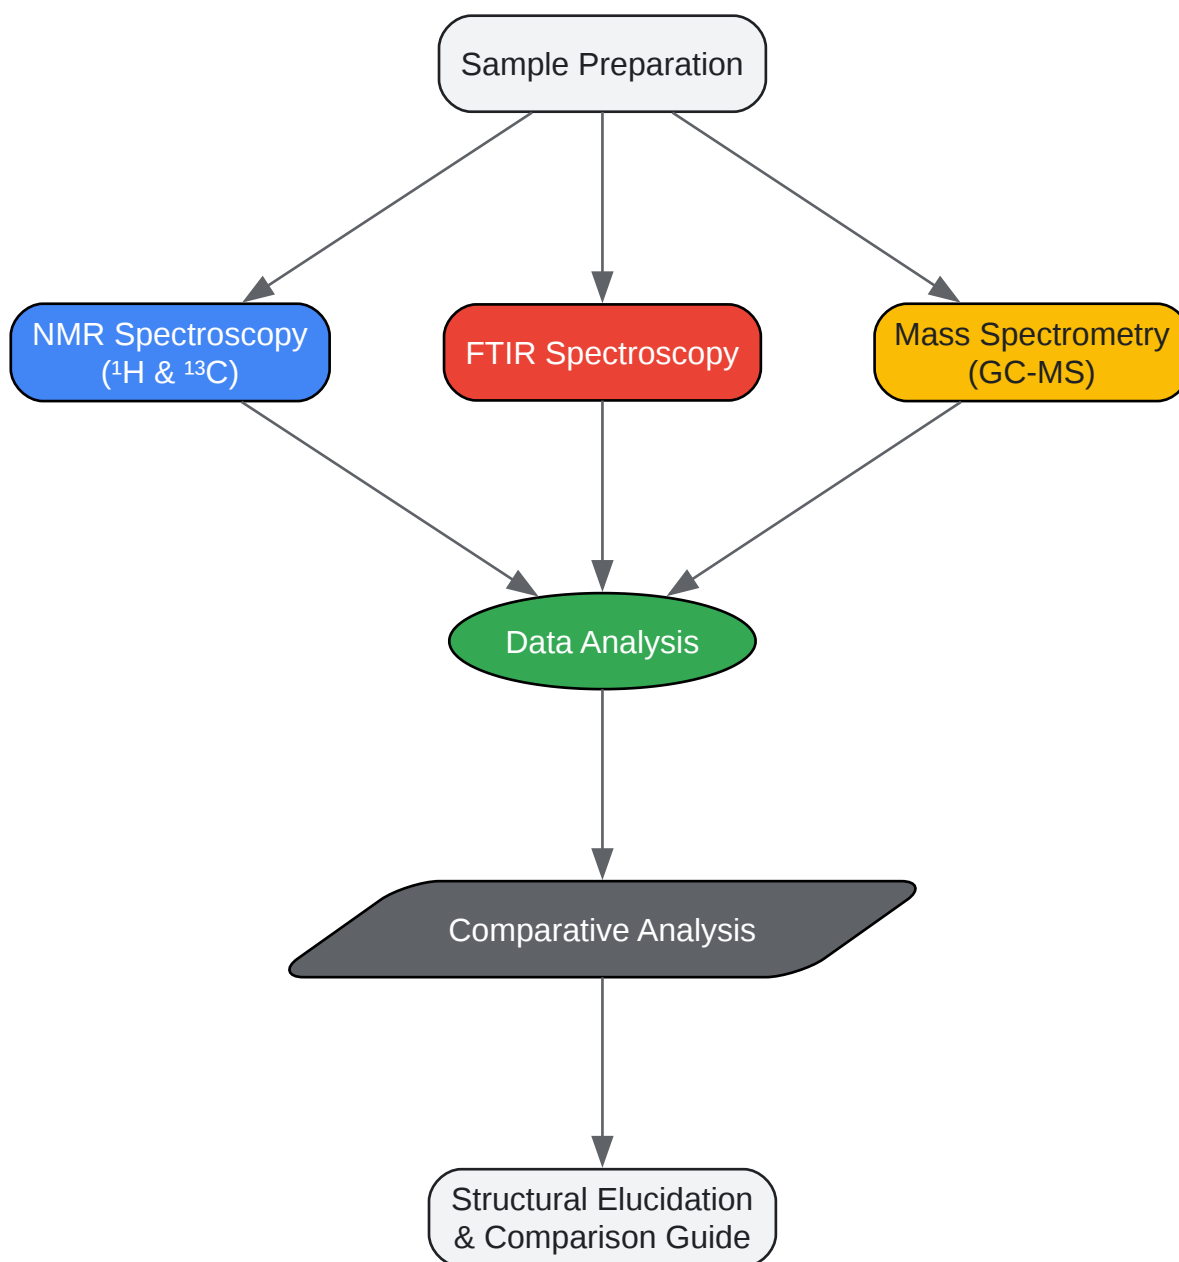 Sample Preparation
NMR Spectroscopy
(¹H & ¹³C)
FTIR Spectroscopy
Mass Spectrometry
(GC-MS)
Data Analysis
Comparative Analysis
Structural Elucidation
& Comparison Guide